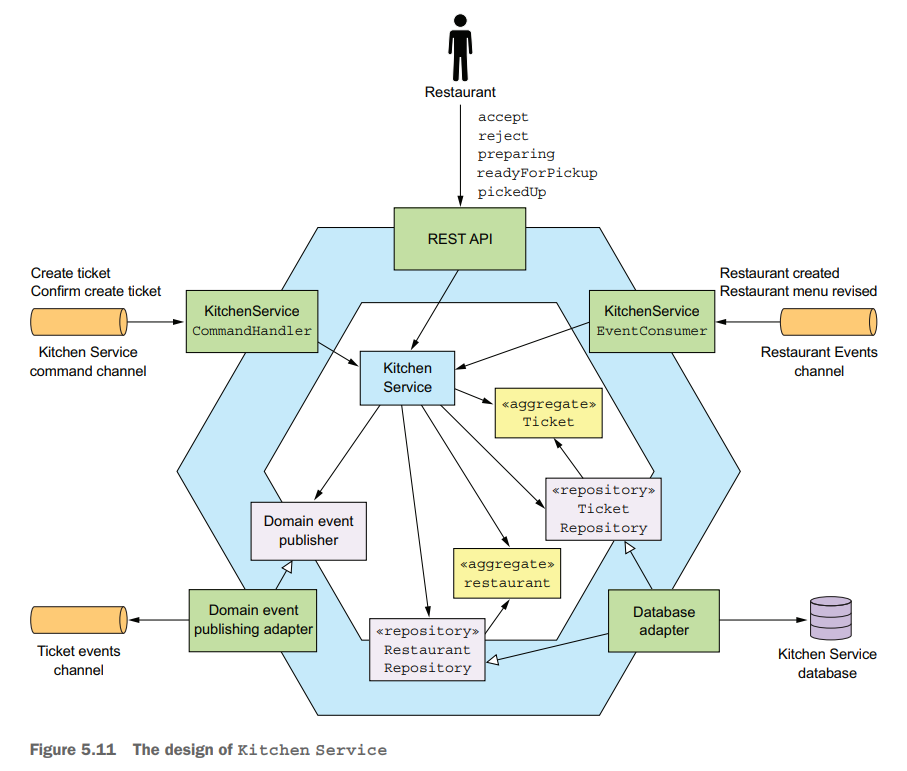 Restaurant
accept
reject
preparing
readyForPickup
pickedUp
REST API
Create ticket
Confirm create ticket
KitchenService
CommandHandler
Kitchen Service
command channel
KitchenService
EventConsumer
Restaurant created
Restaurant menu revised
Restaurant Events
channel
Kitchen
Service
«aggregate»
Ticket
«repository»
Ticket
Repository
Domain event
publisher
«aggregate»
restaurant
Domain event
publishing adapter
Ticket events
channel
«repository»
Restaurant
Repository
Database
adapter
Kitchen Service
database
Figure 5.11 The design of Kitchen Service